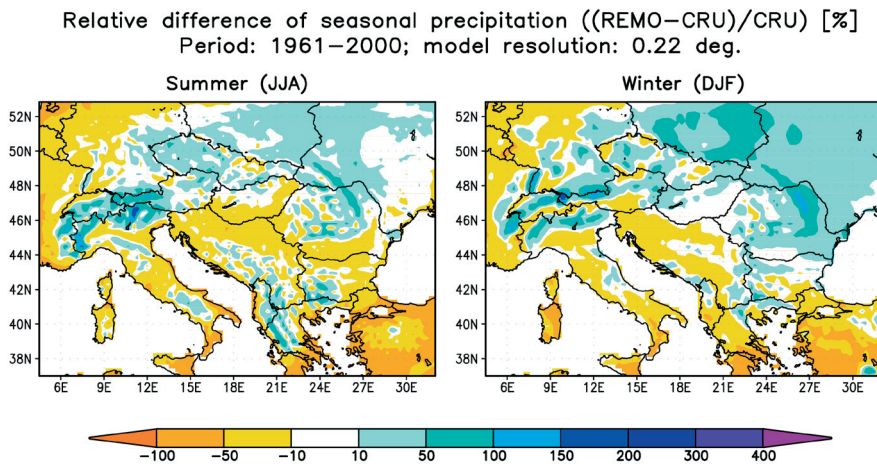 Relative difference of seasonal precipitation ((REMO−CRU)/CRU) [%]
Period: 1961−2000; model resolution: 0.22 deg.
Summer (JJA)
Winter (DJF)
52N
50N
48N
46N
44N
42N
40N
38N
6E 9E 12E 15E 18E 21E 24E 27E 30E
52N
50N
48N
46N
44N
42N
40N
38N
6E 9E 12E 15E 18E 21E 24E 27E 30E
−100 −50 −10 10 50 100 150 200 300 400